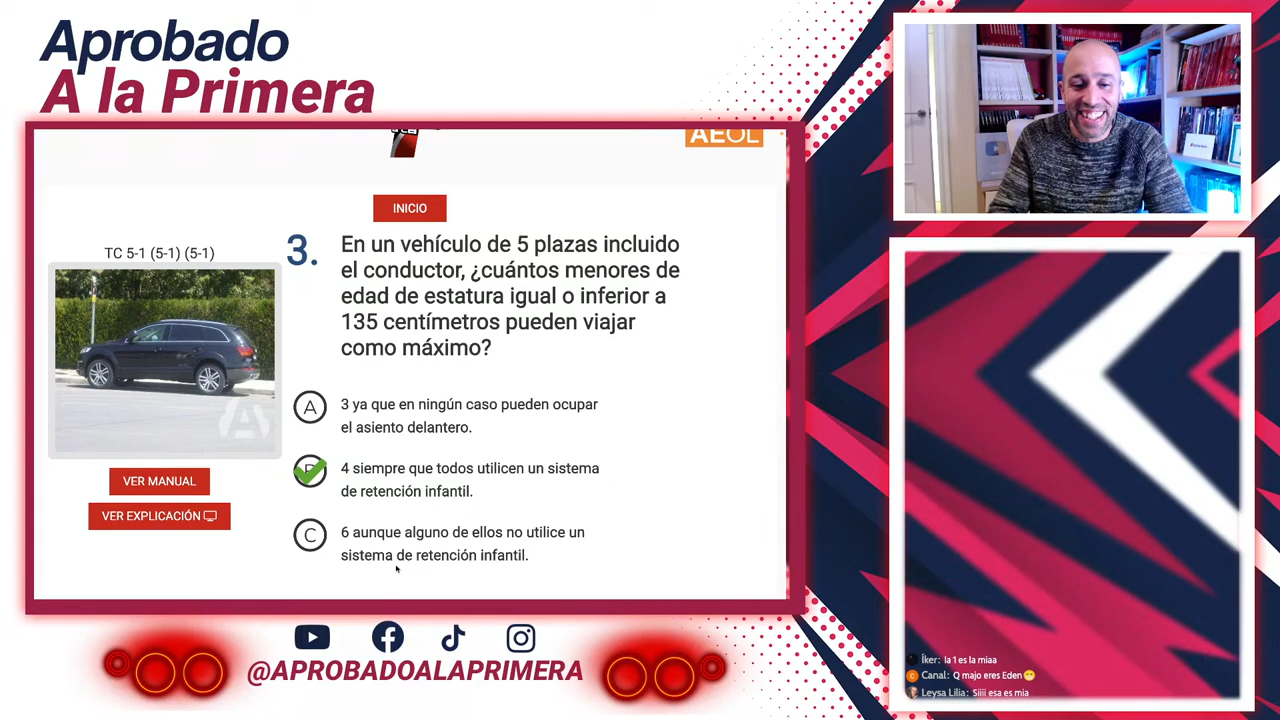 Aprobado
A la Primera
AEOL
INICIO
TC 5-1 (5-1) (5-1)
3.
En un vehículo de 5 plazas incluido
el conductor, ¿cuántos menores de
edad de estatura igual o inferior a
135 centímetros pueden viajar
como máximo?
A
3 ya que en ningún caso pueden ocupar
el asiento delantero.
4 siempre que todos utilicen un sistema
de retención infantil.
C
6 aunque alguno de ellos no utilice un
sistema de retención infantil.
VER MANUAL
VER EXPLICACIÓN
@APROBADOALAPRIMERA
Îker: la 1 es la miaa
Canal: Q majo eres Eden
Leysa Lilia: Siiii esa es mia